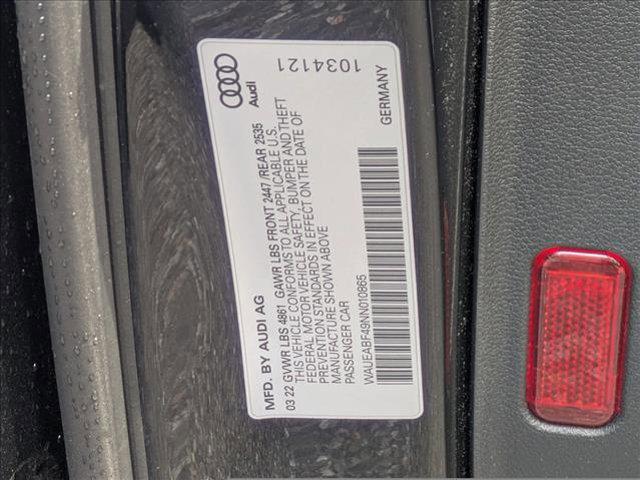 Audi
1034121
MFD. BY AUDI AG
03 22 GVWR LBS 4861 GAWR LBS FRONT 2447 /REAR 2535
THIS VEHICLE CONFORMS TO ALL APPLICABLE U.S.
FEDERAL MOTOR VEHICLE SAFETY, BUMPER AND THEFT
PREVENTION STANDARDS IN EFFECT ON THE DATE OF
MANUFACTURE SHOWN ABOVE
PASSENGER CAR
WAUEABF49NN010865
GERMANY